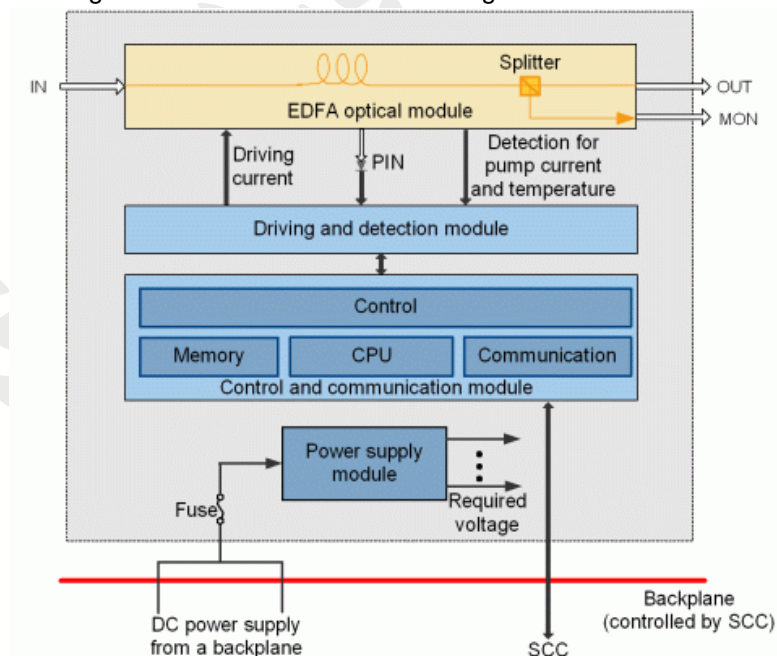 IN
Splitter
EDFA optical module
OUT
MON
Driving
current
PIN
Detection for
pump current
and temperature
Driving and detection module
Control
Memory
CPU
Communication
Control and communication module
Power supply
module
Fuse
Required
voltage
Backplane
(controlled by SCC)
DC power supply
from a backplane
SCC